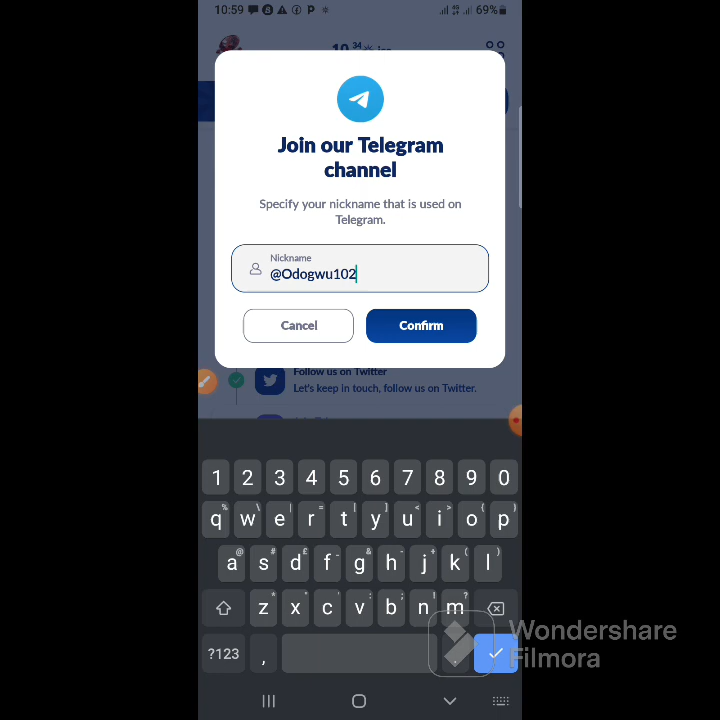 10:59 P 69%
Join our Telegram
channel
Specify your nickname that is used on
Telegram.
Nickname
@Odogwu102
Cancel Confirm
Follow us on Twitter
Let's keep in touch, follow us on Twitter.
1 2 3 4 5 6 7 8 9 0
% \ | = [ ] < > { }
q w e r t y u i o p
@ # £ - & - + ( )
a s d f g h j k l
* " ' : ; ! ?
z x c v b n m
?123 , .
Wondershare
Filmora